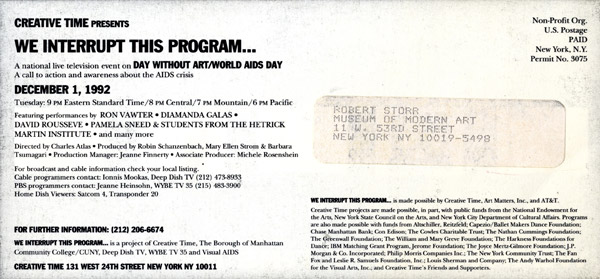 CREATIVE TIME PRESENTS
WE INTERRUPT THIS PROGRAM...
A national live television event on DAY WITHOUT ART/WORLD AIDS DAY
A call to action and awareness about the AIDS crisis
DECEMBER 1, 1992
Tuesday: 9 PM Eastern Standard Time/8 PM Central/7 PM Mountain/6 PM Pacific
Featuring performances by RON VAWTER • DIAMANDA GALAS •
DAVID ROUSSEVE • PAMELA SNEED & STUDENTS FROM THE HETRICK
MARTIN INSTITUTE • and many more
Directed by Charles Atlas • Produced by Robin Schanzenbach, Mary Ellen Strom & Barbara
Tsumagari • Production Manager: Jeanne Finnerty • Associate Producer: Michele Rosenshein
For broadcast and cable information check your local listing.
Cable programmers contact: Ionnis Mookas, Deep Dish TV (212) 473-8933
PBS programmers contact: Jeanne Heinsohn, WYBE TV 35 (215) 483-3900
Home Dish Viewers: Satcom 4, Transponder 20
FOR FURTHER INFORMATION: (212) 206-6674
WE INTERRUPT THIS PROGRAM... is a project of Creative Time, The Borough of Manhattan
Community College/CUNY, Deep Dish TV, WYBE TV 35 and Visual AIDS
CREATIVE TIME 131 WEST 24TH STREET NEW YORK NY 10011
Non-Profit Org.
U.S. Postage
PAID
New York, N.Y.
Permit No. 3075
ROBERT STORR
MUSEUM OF MODERN ART
11 W. 53RD STREET
NEW YORK NY 10019-5498
WE INTERRUPT THIS PROGRAM... is made possible by Creative Time, Art Matters, Inc., and AT&T.
Creative Time projects are made possible, in part, with public funds from the National Endowment for the
Arts, New York State Council on the Arts, and New York City Department of Cultural Affairs. Programs
are also made possible with funds from Altschiller, Reitzfeld; Capezio/Ballet Makers Dance Foundation;
Chase Manhattan Bank; Con Edison; The Cowles Charitable Trust; The Nathan Cummings Foundation;
The Greenwall Foundation; The William and Mary Greve Foundation; The Harkness Foundations for
Dance; IBM Matching Grant Program, Jerome Foundation; The Joyce Mertz-Gilmore Foundation; J.P.
Morgan & Co. Incorporated; Philip Morris Companies Inc.; The New York Community Trust; The Fan
Fox and Leslie R. Samuels Foundation, Inc.; Louis Sherman and Company; and The Andy Warhol Foundation
for the Visual Arts, Inc., and Creative Time's Friends and Supporters.